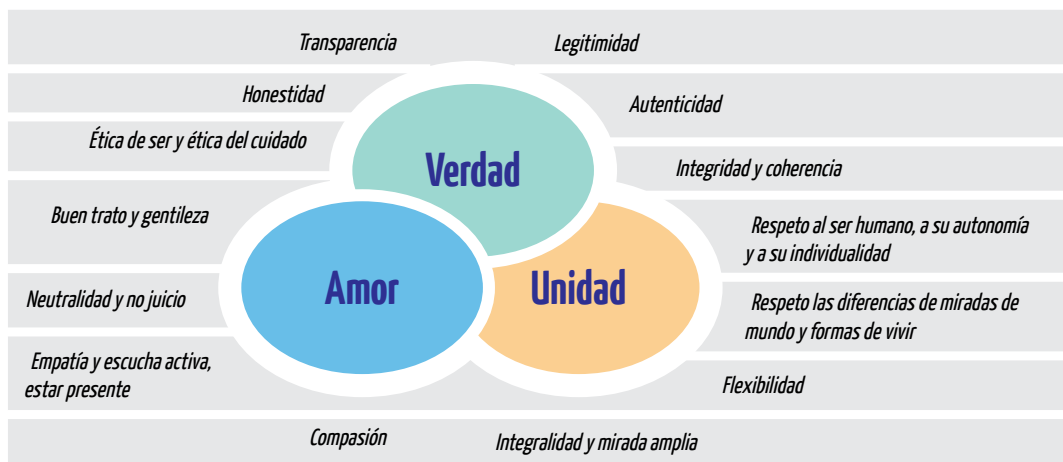 Transparencia
Legitimidad
Honestidad
Autenticidad
Ética de ser y ética del cuidado
Verdad
Integridad y coherencia
Buen trato y gentileza
Respeto al ser humano, a su autonomía
y a su individualidad
Amor
Unidad
Neutralidad y no juicio
Respeto las diferencias de miradas de
mundo y formas de vivir
Empatía y escucha activa,
estar presente
Flexibilidad
Compasión
Integralidad y mirada amplia